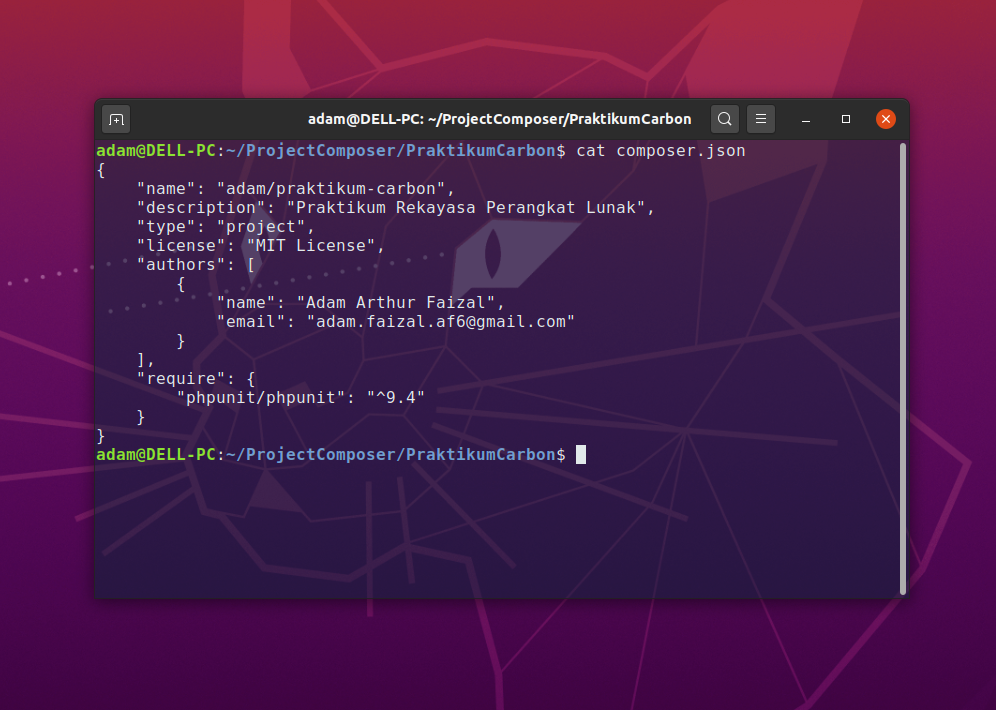 adam@DELL-PC: ~/ProjectComposer/PraktikumCarbon
adam@DELL-PC:~/ProjectComposer/PraktikumCarbon$ cat composer.json
{
    "name": "adam/praktikum-carbon",
    "description": "Praktikum Rekayasa Perangkat Lunak",
    "type": "project",
    "license": "MIT License",
    "authors": [
        {
            "name": "Adam Arthur Faizal",
            "email": "adam.faizal.af6@gmail.com"
        }
    ],
    "require": {
        "phpunit/phpunit": "^9.4"
    }
}
adam@DELL-PC:~/ProjectComposer/PraktikumCarbon$